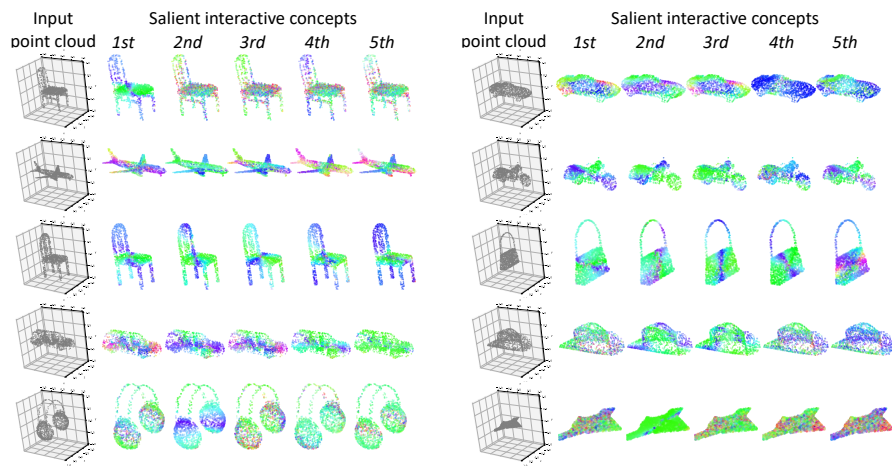 Input Salient interactive concepts
point cloud 1st 2nd 3rd 4th 5th
Input Salient interactive concepts
point cloud 1st 2nd 3rd 4th 5th